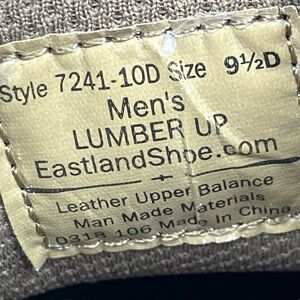 Style 7241-10D Size 9½D
Men's
LUMBER UP
EastlandShoe.com
Leather Upper Balance
Man Made Materials
0318 106 Made In China